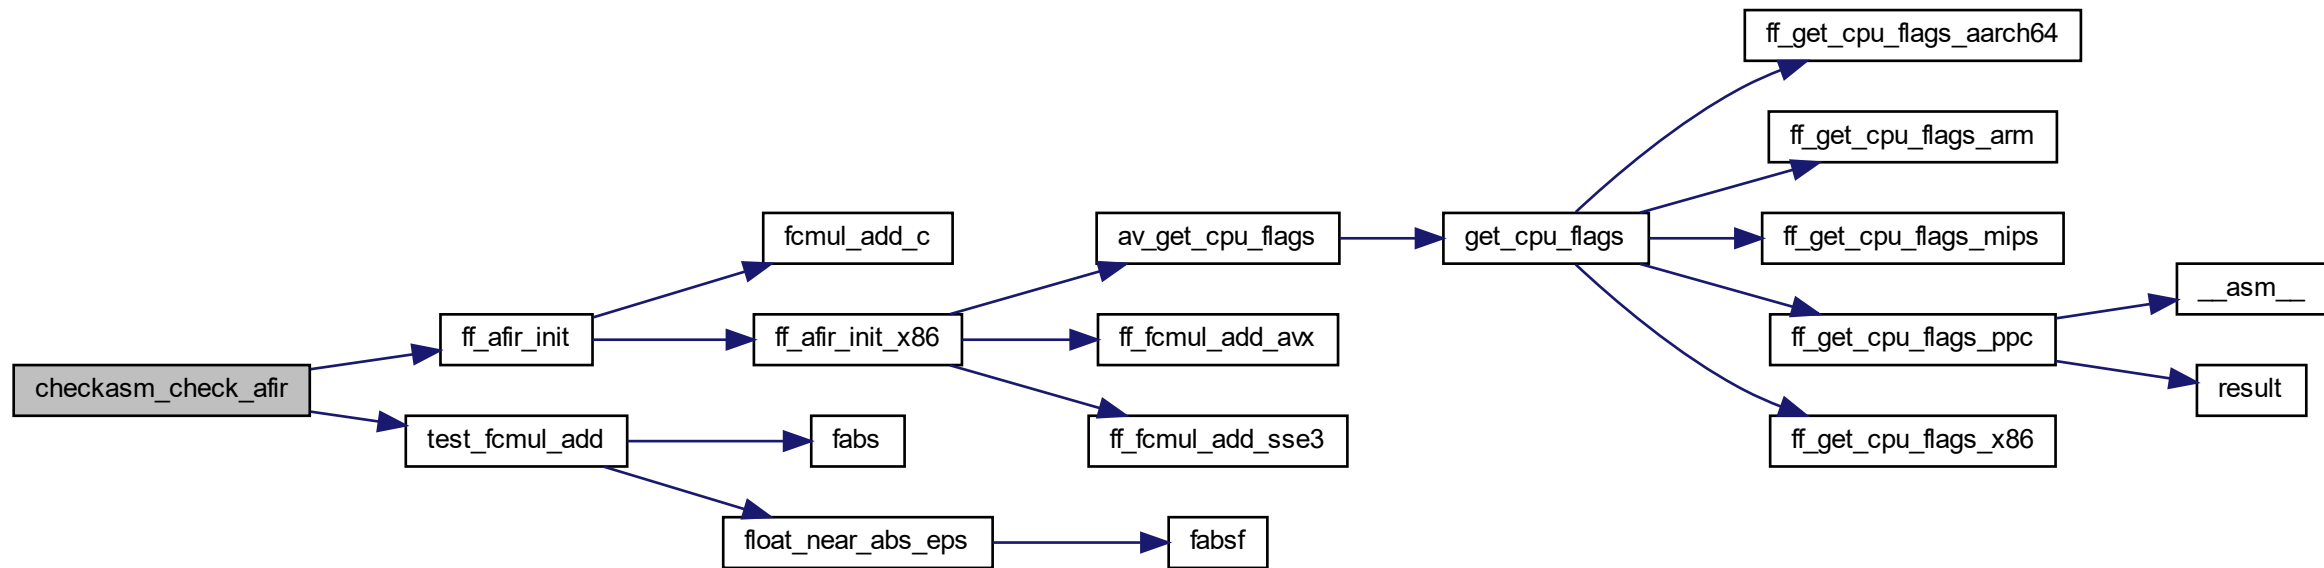 ff_get_cpu_flags_aarch64
ff_get_cpu_flags_arm
fcmul_add_c
av_get_cpu_flags
get_cpu_flags
ff_get_cpu_flags_mips
__asm__
ff_afir_init
ff_afir_init_x86
ff_fcmul_add_avx
ff_get_cpu_flags_ppc
checkasm_check_afir
result
test_fcmul_add
fabs
ff_fcmul_add_sse3
ff_get_cpu_flags_x86
float_near_abs_eps
fabsf